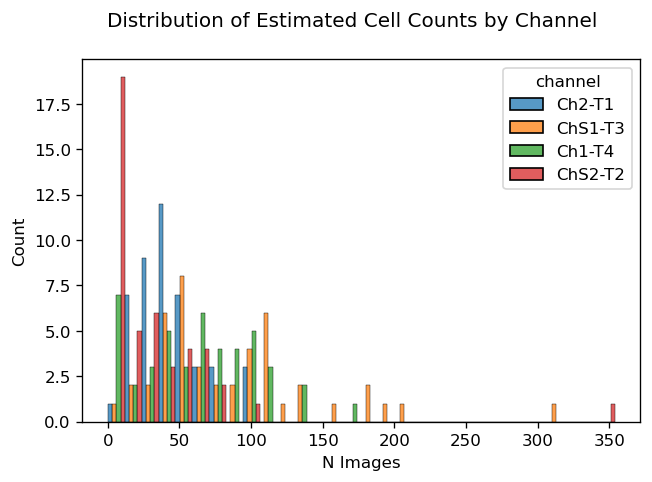 Distribution of Estimated Cell Counts by Channel
channel
Ch2-T1
ChS1-T3
Ch1-T4
ChS2-T2
17.5
15.0
12.5
10.0
7.5
5.0
2.5
0.0
Count
0 50 100 150 200 250 300 350
N Images